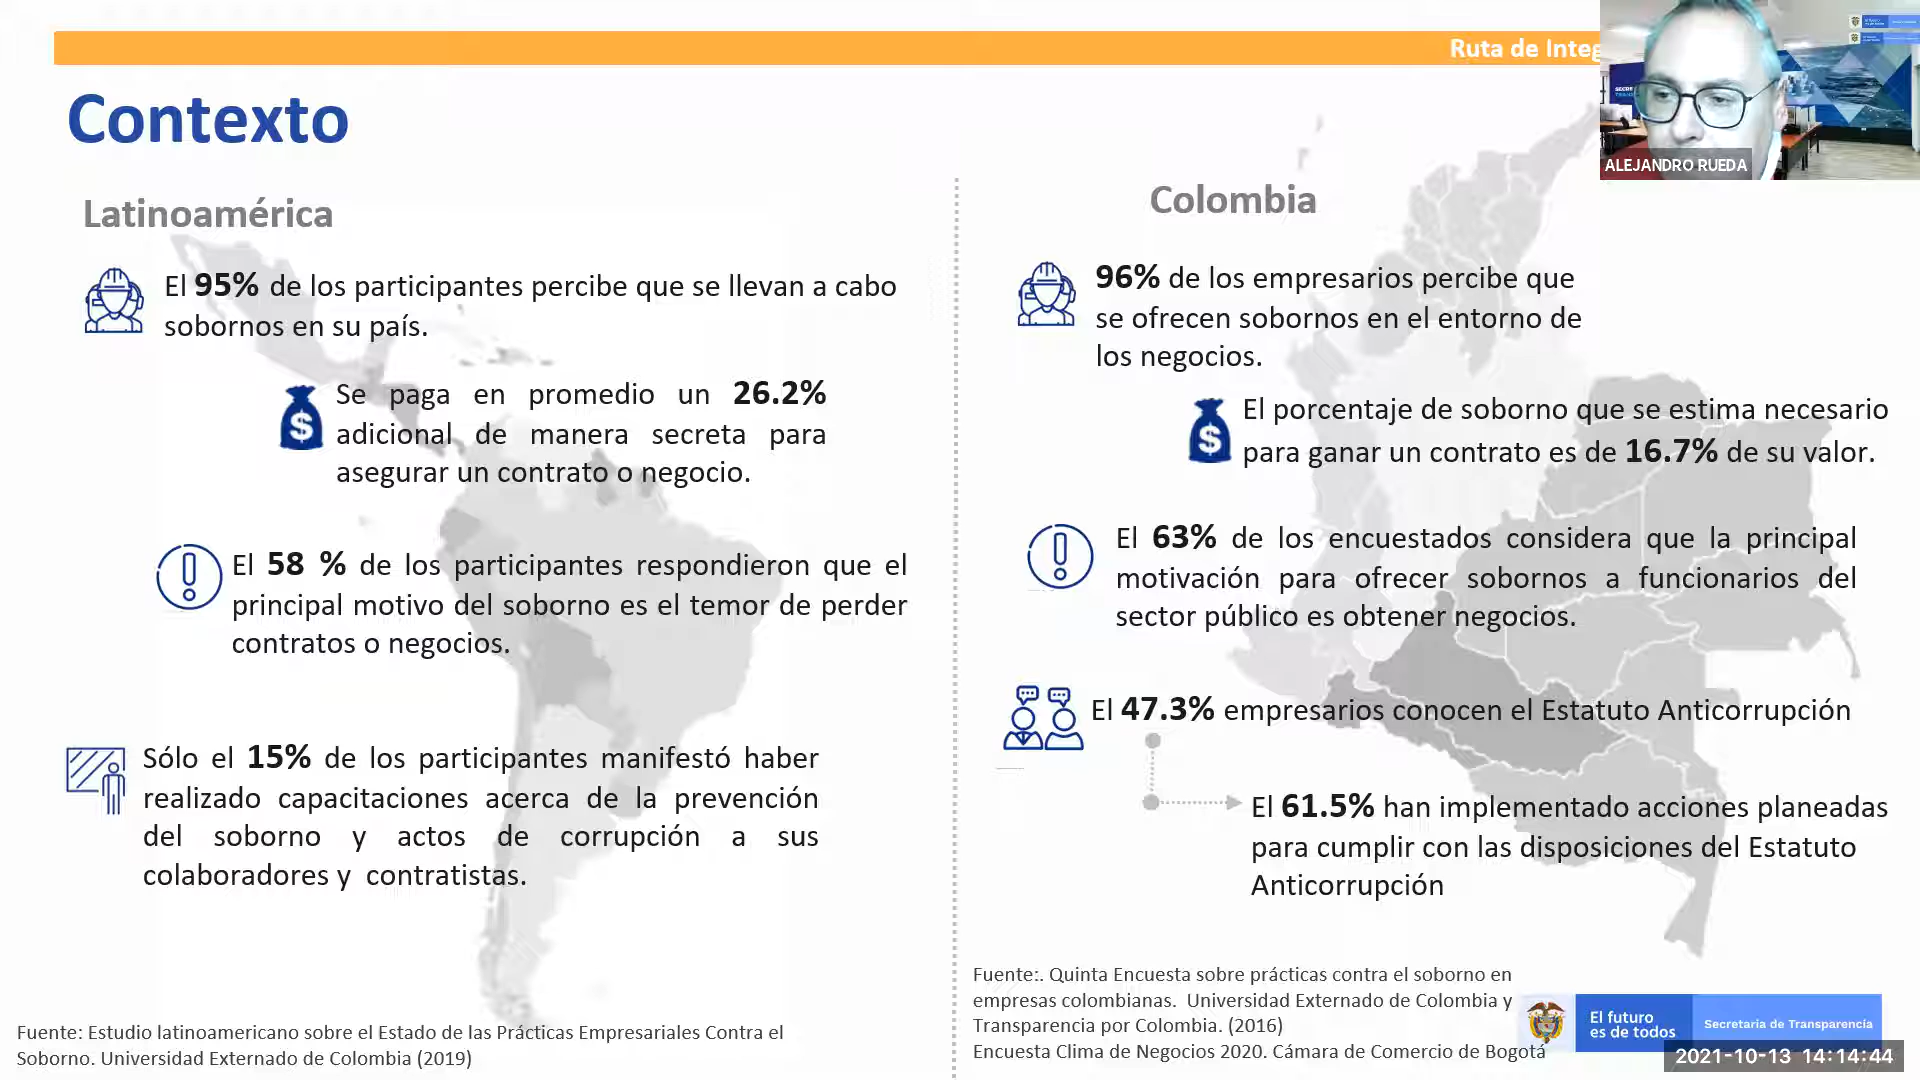 Ruta de Integ
Contexto
Latinoamérica
El 95% de los participantes percibe que se llevan a cabo
sobornos en su país.
Se paga en promedio un 26.2%
adicional de manera secreta para
asegurar un contrato o negocio.
El 58 % de los participantes respondieron que el
principal motivo del soborno es el temor de perder
contratos o negocios.
Sólo el 15% de los participantes manifestó haber
realizado capacitaciones acerca de la prevención
del soborno y actos de corrupción a sus
colaboradores y contratistas.
Fuente: Estudio latinoamericano sobre el Estado de las Prácticas Empresariales Contra el
Soborno. Universidad Externado de Colombia (2019)
Colombia
96% de los empresarios percibe que
se ofrecen sobornos en el entorno de
los negocios.
El porcentaje de soborno que se estima necesario
para ganar un contrato es de 16.7% de su valor.
El 63% de los encuestados considera que la principal
motivación para ofrecer sobornos a funcionarios del
sector público es obtener negocios.
El 47.3% empresarios conocen el Estatuto Anticorrupción
El 61.5% han implementado acciones planeadas
para cumplir con las disposiciones del Estatuto
Anticorrupción
Fuente:. Quinta Encuesta sobre prácticas contra el soborno en
empresas colombianas. Universidad Externado de Colombia y
Transparencia por Colombia. (2016)
Encuesta Clima de Negocios 2020. Cámara de Comercio de Bogotá
El futuro
es de todos
Secretaría de Transparencia
ALEJANDRO RUEDA
2021-10-13 14:14:44